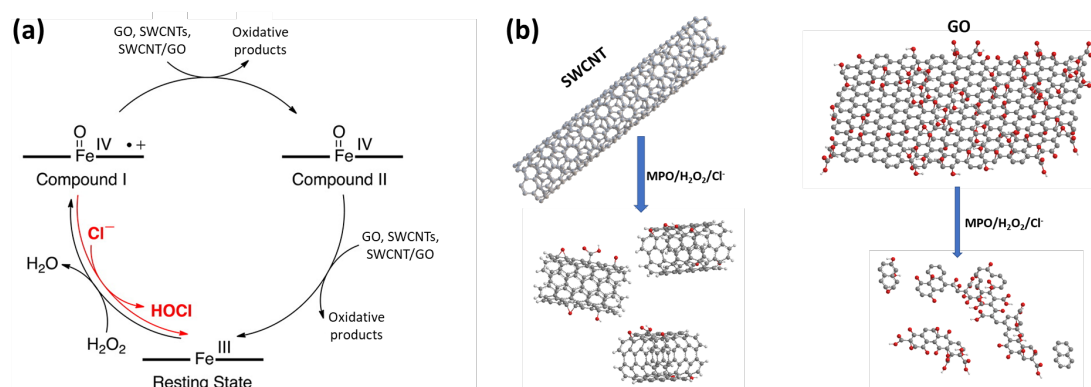 (a)
GO, SWCNTs,
SWCNT/GO
Oxidative
products
O
Fe IV • +
Compound I
O
Fe IV
Compound II
Cl⁻
H₂O
HOCl
H₂O₂
GO, SWCNTs,
SWCNT/GO
Oxidative
products
Fe III
Resting State
(b)
SWCNT
MPO/H₂O₂/Cl⁻
GO
MPO/H₂O₂/Cl⁻